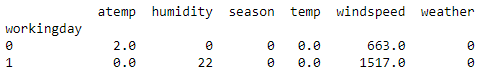 atemp humidity season temp windspeed weather
workingday
0 2.0 0 0 0.0 663.0 0
1 0.0 22 0 0.0 1517.0 0